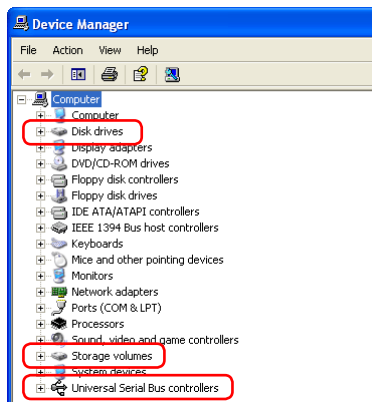 Device Manager
File Action View Help
Computer
Computer
Disk drives
Display adapters
DVD/CD-ROM drives
Floppy disk controllers
Floppy disk drives
IDE ATA/ATAPI controllers
IEEE 1394 Bus host controllers
Keyboards
Mice and other pointing devices
Monitors
Network adapters
Ports (COM & LPT)
Processors
Sound, video and game controllers
Storage volumes
System devices
Universal Serial Bus controllers